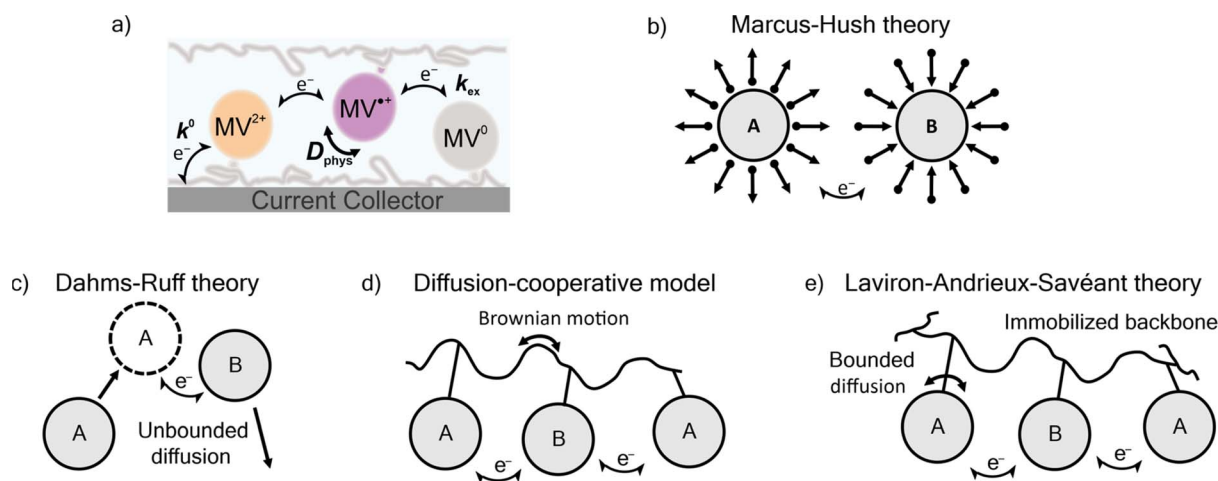 a)
e⁻
e⁻
k⁰
e⁻
k_ex
MV²⁺
MV•⁺
MV⁰
D_phys
Current Collector
b)
Marcus-Hush theory
A
B
e⁻
c)
Dahms-Ruff theory
A
B
e⁻
A
Unbounded
diffusion
d)
Diffusion-cooperative model
Brownian motion
A
B
A
e⁻
e⁻
e)
Laviron-Andrieux-Savéant theory
Immobilized backbone
Bounded
diffusion
A
B
A
e⁻
e⁻